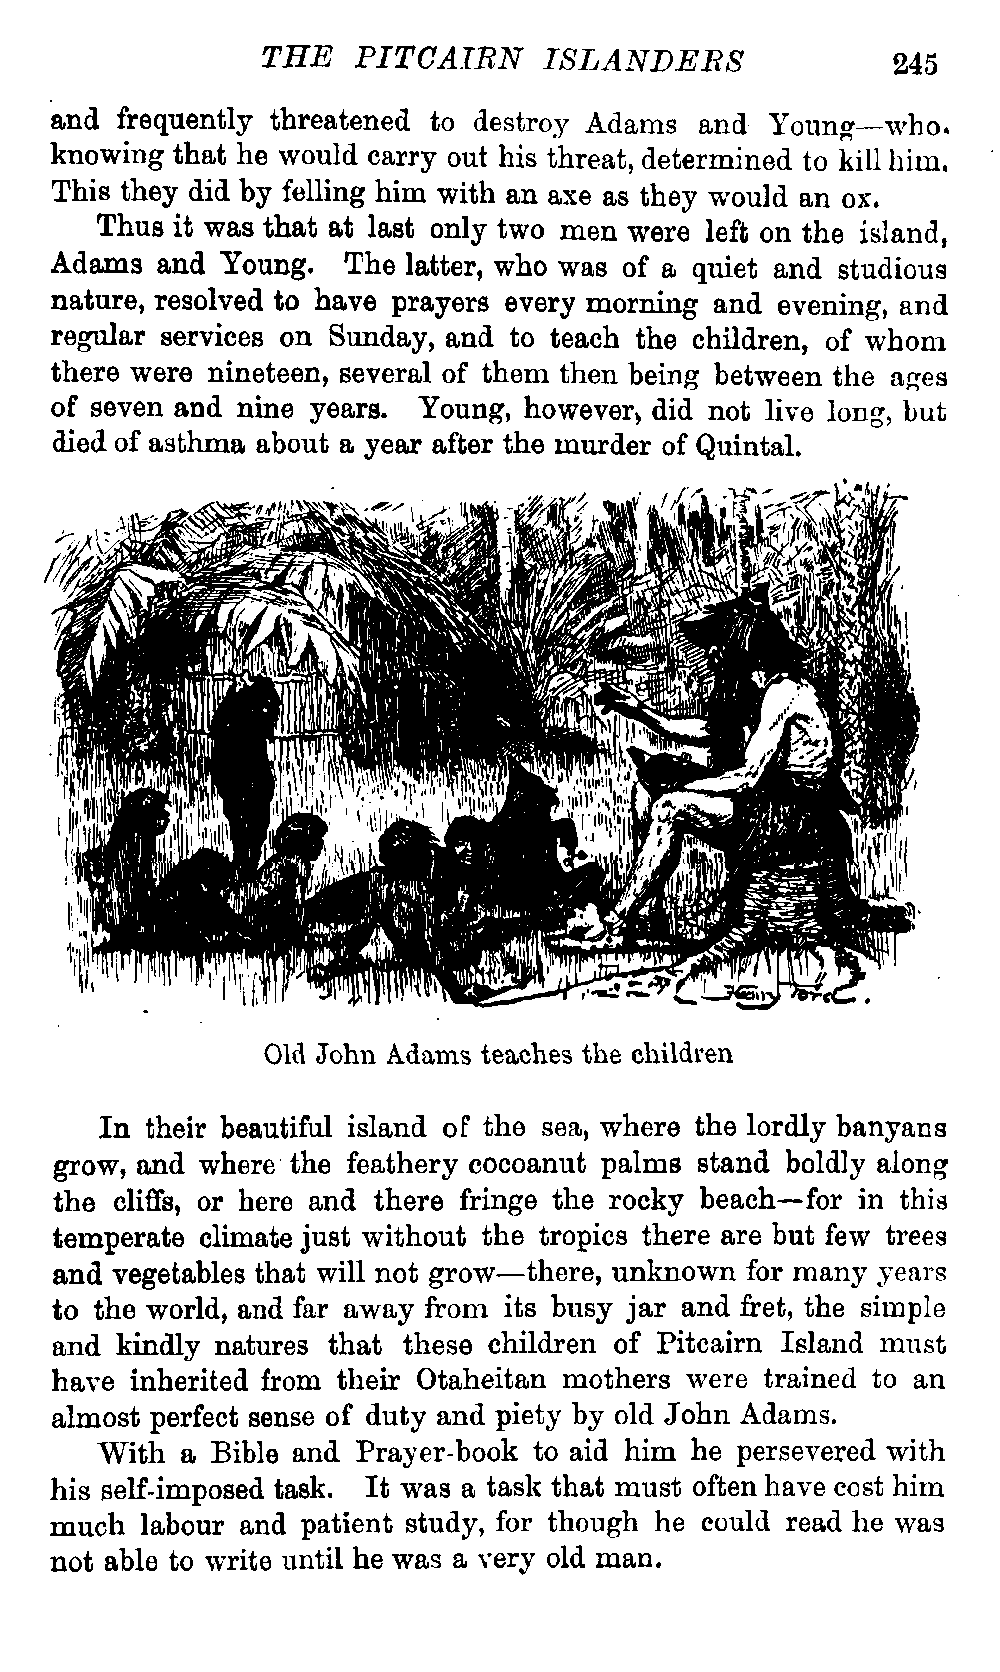 THE PITCAIRN ISLANDERS 245
and frequently threatened to destroy Adams and Young—who,
knowing that he would carry out his threat, determined to kill him.
This they did by felling him with an axe as they would an ox.
Thus it was that at last only two men were left on the island,
Adams and Young. The latter, who was of a quiet and studious
nature, resolved to have prayers every morning and evening, and
regular services on Sunday, and to teach the children, of whom
there were nineteen, several of them then being between the ages
of seven and nine years. Young, however, did not live long, but
died of asthma about a year after the murder of Quintal.
Old John Adams teaches the children
In their beautiful island of the sea, where the lordly banyans
grow, and where the feathery cocoanut palms stand boldly along
the cliffs, or here and there fringe the rocky beach—for in this
temperate climate just without the tropics there are but few trees
and vegetables that will not grow—there, unknown for many years
to the world, and far away from its busy jar and fret, the simple
and kindly natures that these children of Pitcairn Island must
have inherited from their Otaheitan mothers were trained to an
almost perfect sense of duty and piety by old John Adams.
With a Bible and Prayer-book to aid him he persevered with
his self-imposed task. It was a task that must often have cost him
much labour and patient study, for though he could read he was
not able to write until he was a very old man.